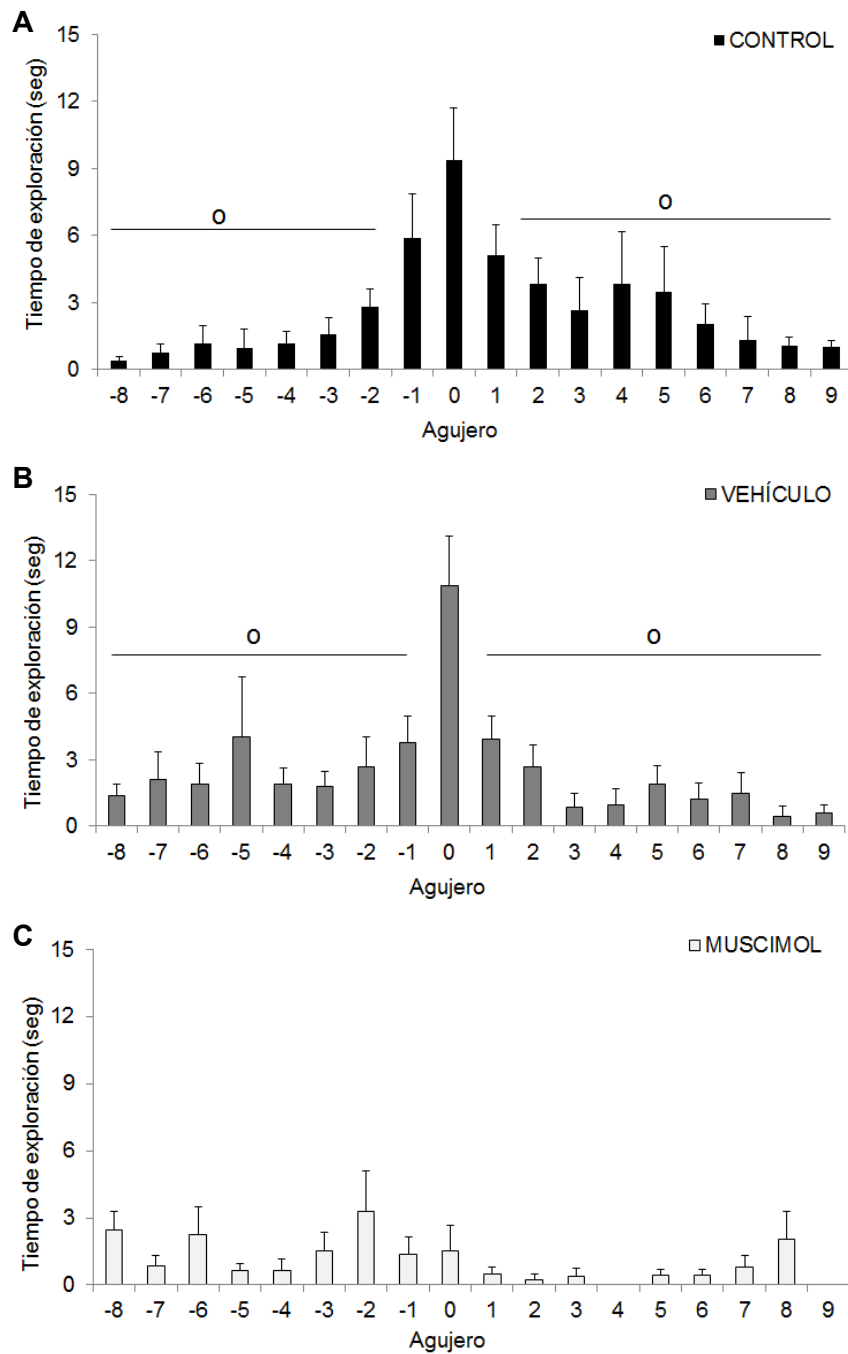 A
CONTROL
Tiempo de exploración (seg)
15
12
9
6
3
0
O
O
-8 -7 -6 -5 -4 -3 -2 -1 0 1 2 3 4 5 6 7 8 9
Agujero
B
VEHÍCULO
Tiempo de exploración (seg)
15
12
9
6
3
0
O
O
-8 -7 -6 -5 -4 -3 -2 -1 0 1 2 3 4 5 6 7 8 9
Agujero
C
MUSCIMOL
Tiempo de exploración (seg)
15
12
9
6
3
0
-8 -7 -6 -5 -4 -3 -2 -1 0 1 2 3 4 5 6 7 8 9
Agujero